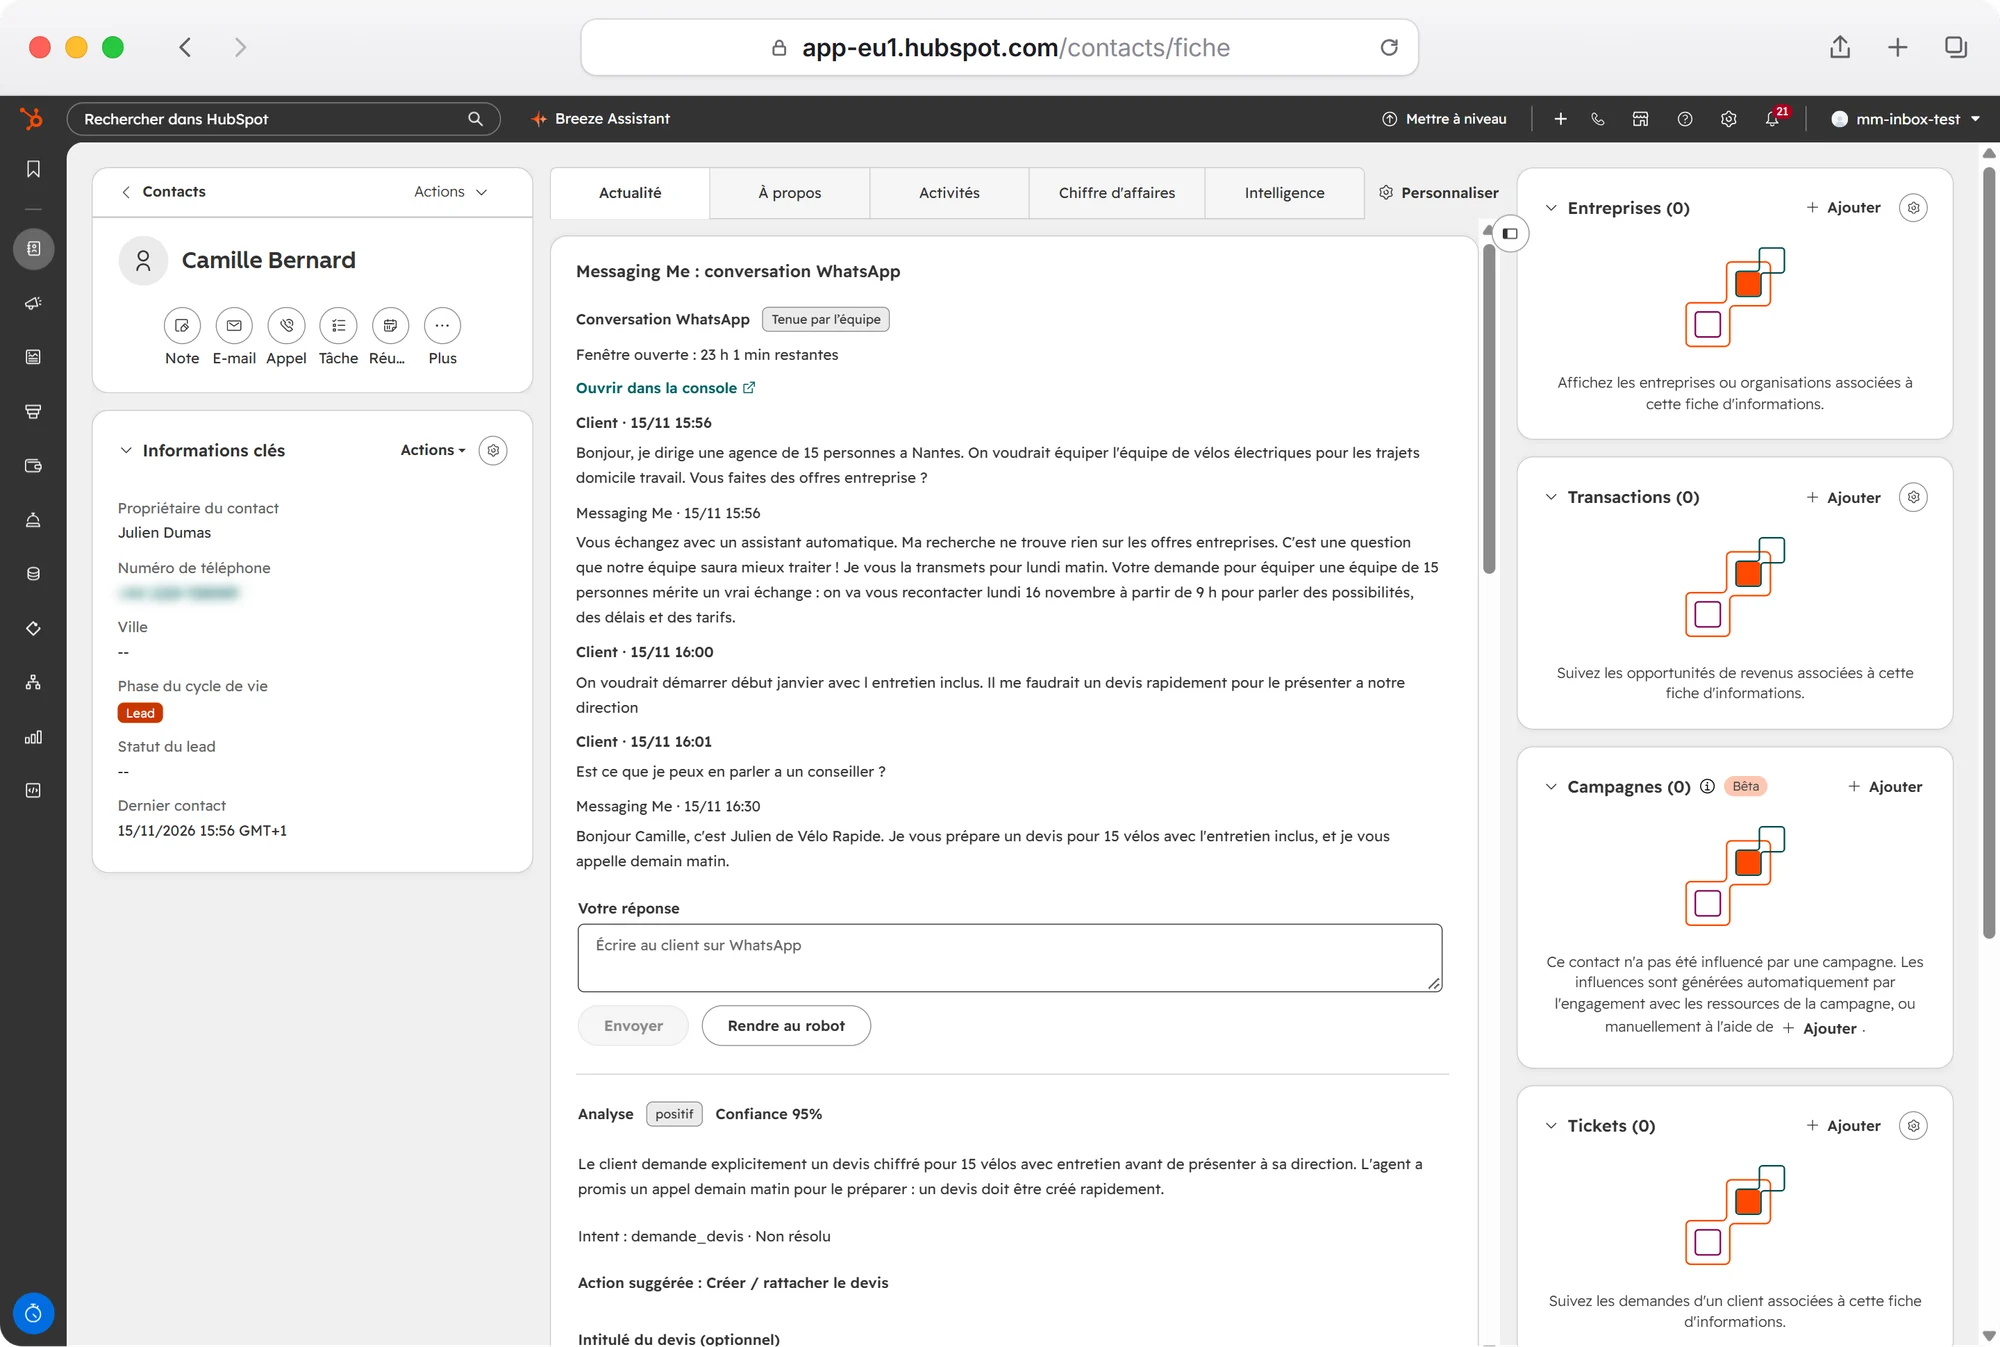 app-eu1.hubspot.com/contacts/fiche
Rechercher dans HubSpot
Breeze Assistant
Mettre à niveau
21
mm-inbox-test
Contacts
Actions
Camille Bernard
Note
E-mail
Appel
Tâche
Réu...
Plus
Informations clés
Actions
Propriétaire du contact
Julien Dumas
Numéro de téléphone
Ville
--
Phase du cycle de vie
Lead
Statut du lead
--
Dernier contact
15/11/2026 15:56 GMT+1
Actualité
À propos
Activités
Chiffre d'affaires
Intelligence
Personnaliser
Messaging Me : conversation WhatsApp
Conversation WhatsApp
Tenue par l'équipe
Fenêtre ouverte : 23 h 1 min restantes
Ouvrir dans la console
Client · 15/11 15:56
Bonjour, je dirige une agence de 15 personnes a Nantes. On voudrait équiper l'équipe de vélos électriques pour les trajets
domicile travail. Vous faites des offres entreprise ?
Messaging Me · 15/11 15:56
Vous échangez avec un assistant automatique. Ma recherche ne trouve rien sur les offres entreprises. C'est une question
que notre équipe saura mieux traiter ! Je vous la transmets pour lundi matin. Votre demande pour équiper une équipe de 15
personnes mérite un vrai échange : on va vous recontacter lundi 16 novembre à partir de 9 h pour parler des possibilités,
des délais et des tarifs.
Client · 15/11 16:00
On voudrait démarrer début janvier avec l entretien inclus. Il me faudrait un devis rapidement pour le présenter a notre
direction
Client · 15/11 16:01
Est ce que je peux en parler a un conseiller ?
Messaging Me · 15/11 16:30
Bonjour Camille, c'est Julien de Vélo Rapide. Je vous prépare un devis pour 15 vélos avec l'entretien inclus, et je vous
appelle demain matin.
Votre réponse
Écrire au client sur WhatsApp
Envoyer
Rendre au robot
Analyse
positif
Confiance 95%
Le client demande explicitement un devis chiffré pour 15 vélos avec entretien avant de présenter à sa direction. L'agent a
promis un appel demain matin pour le préparer : un devis doit être créé rapidement.
Intent : demande_devis · Non résolu
Action suggérée : Créer / rattacher le devis
Intitulé du devis (optionnel)
Entreprises (0)
+ Ajouter
Affichez les entreprises ou organisations associées à
cette fiche d'informations.
Transactions (0)
+ Ajouter
Suivez les opportunités de revenus associées à cette
fiche d'informations.
Campagnes (0)
Bêta
+ Ajouter
Ce contact n'a pas été influencé par une campagne. Les
influences sont générées automatiquement par
l'engagement avec les ressources de la campagne, ou
manuellement à l'aide de + Ajouter .
Tickets (0)
+ Ajouter
Suivez les demandes d'un client associées à cette fiche
d'informations.